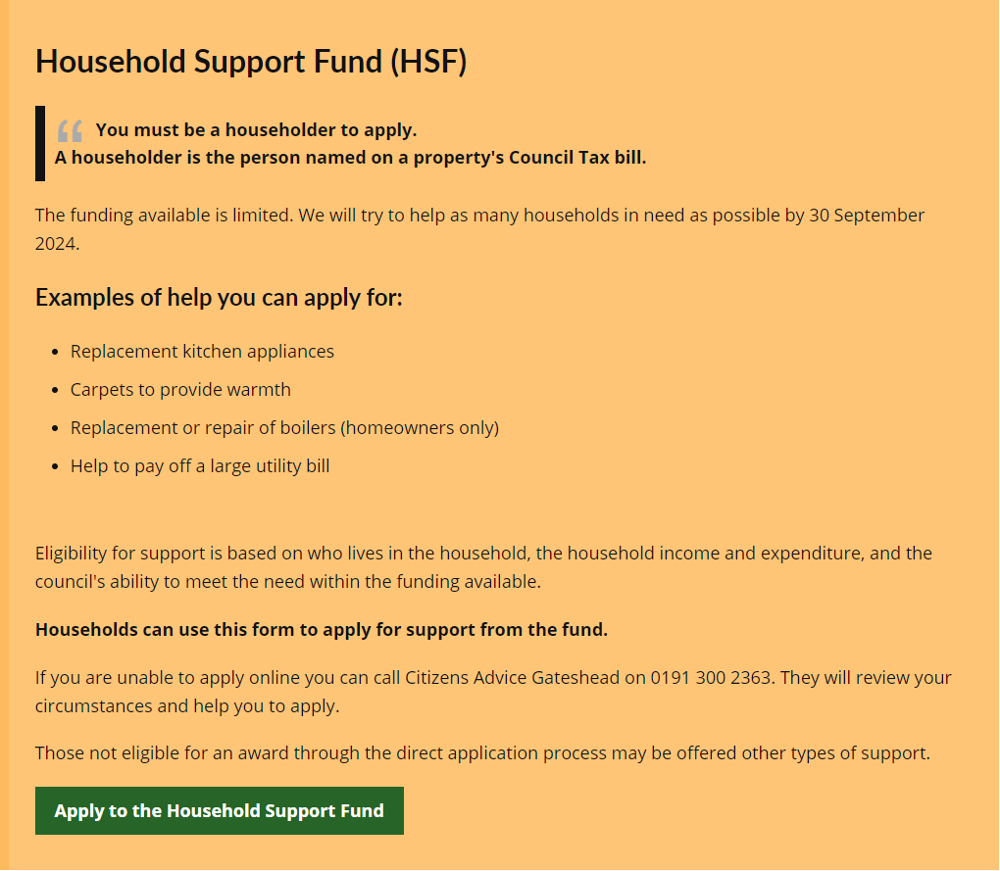 Household Support Fund (HSF)
“ You must be a householder to apply.
A householder is the person named on a property's Council Tax bill.
The funding available is limited. We will try to help as many households in need as possible by 30 September
2024.
Examples of help you can apply for:
• Replacement kitchen appliances
• Carpets to provide warmth
• Replacement or repair of boilers (homeowners only)
• Help to pay off a large utility bill
Eligibility for support is based on who lives in the household, the household income and expenditure, and the
council's ability to meet the need within the funding available.
Households can use this form to apply for support from the fund.
If you are unable to apply online you can call Citizens Advice Gateshead on 0191 300 2363. They will review your
circumstances and help you to apply.
Those not eligible for an award through the direct application process may be offered other types of support.
Apply to the Household Support Fund